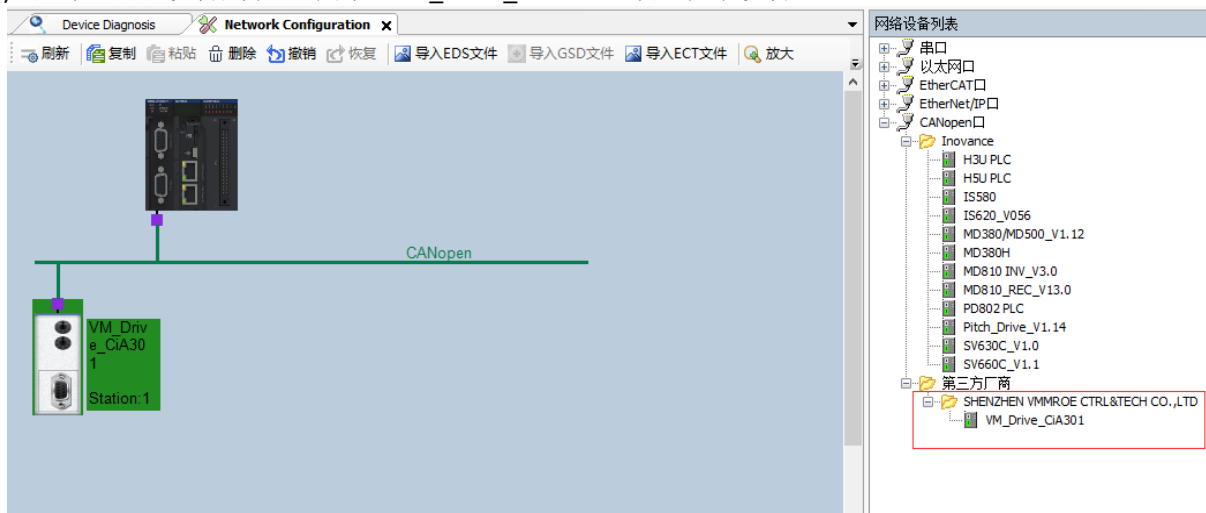 Device Diagnosis
Network Configuration
刷新
复制
粘贴
删除
撤销
恢复
导入EDS文件
导入GSD文件
导入ECT文件
放大
CANopen
VM_Driv
e_CiA30
1
Station:1
网络设备列表
串口
以太网口
EtherCAT口
EtherNet/IP口
CANopen口
Inovance
H3U PLC
H5U PLC
IS580
IS620_V056
MD380/MD500_V1.12
MD380H
MD810 INV_V3.0
MD810_REC_V13.0
PD802 PLC
Pitch_Drive_V1.14
SV630C_V1.0
SV660C_V1.1
第三方厂商
SHENZHEN VMMROE CTRL&TECH CO.,LTD
VM_Drive_CiA301